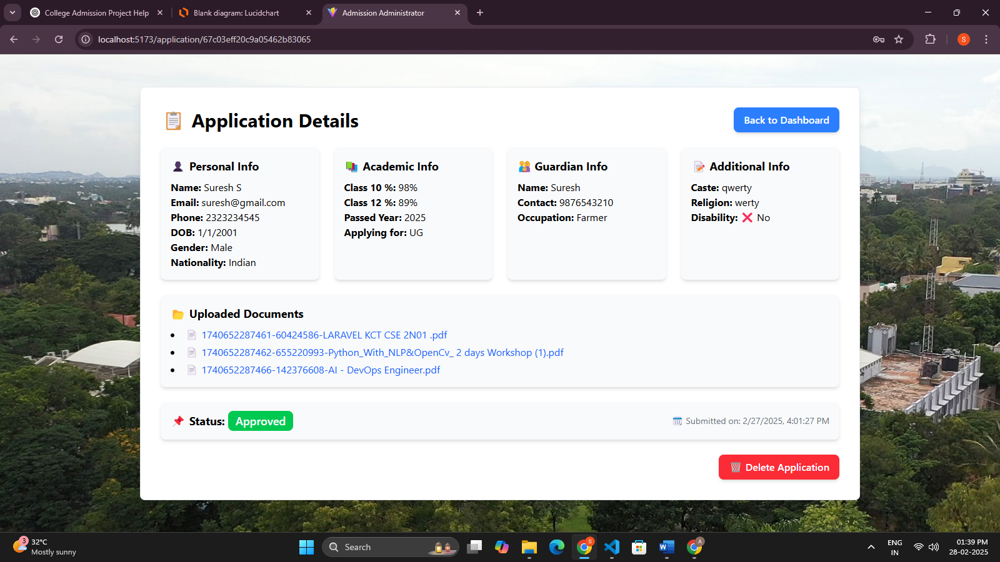 College Admission Project Help
Blank diagram: Lucidchart
Admission Administrator
localhost:5173/application/67c03eff20c9a05462b83065
S
Application Details
Back to Dashboard
Personal Info
Name: Suresh S
Email: suresh@gmail.com
Phone: 2323234545
DOB: 1/1/2001
Gender: Male
Nationality: Indian
Academic Info
Class 10 %: 98%
Class 12 %: 89%
Passed Year: 2025
Applying for: UG
Guardian Info
Name: Suresh
Contact: 9876543210
Occupation: Farmer
Additional Info
Caste: qwerty
Religion: werty
Disability: ❌ No
Uploaded Documents
1740652287461-60424586-LARAVEL KCT CSE 2N01 .pdf
1740652287462-655220993-Python_With_NLP&OpenCv_ 2 days Workshop (1).pdf
1740652287466-142376608-AI - DevOps Engineer.pdf
Status: Approved
Submitted on: 2/27/2025, 4:01:27 PM
Delete Application
3
32°C
Mostly sunny
Search
S
W
A
ENG
IN
01:39 PM
28-02-2025